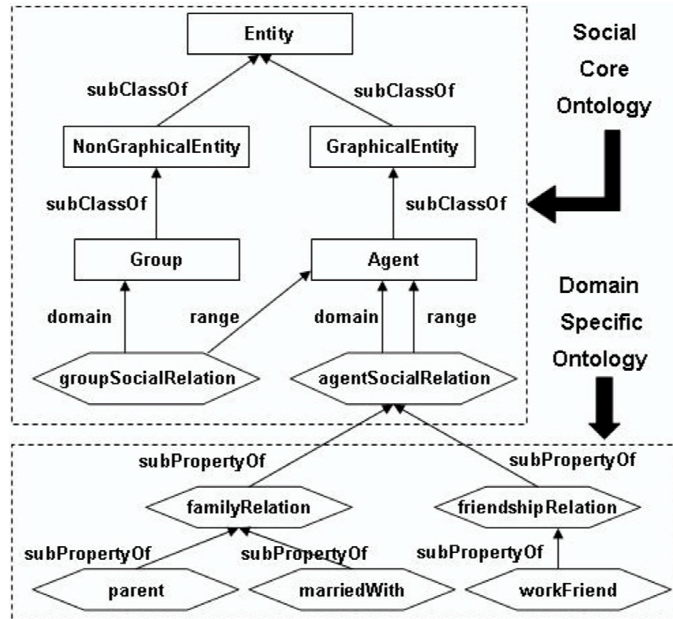 Entity
Social
Core
Ontology
subClassOf
subClassOf
NonGraphicalEntity
GraphicalEntity
subClassOf
subClassOf
Group
Agent
Domain
Specific
Ontology
domain
range
domain
range
groupSocialRelation
agentSocialRelation
subPropertyOf
subPropertyOf
familyRelation
friendshipRelation
subPropertyOf
subPropertyOf
subPropertyOf
parent
marriedWith
workFriend